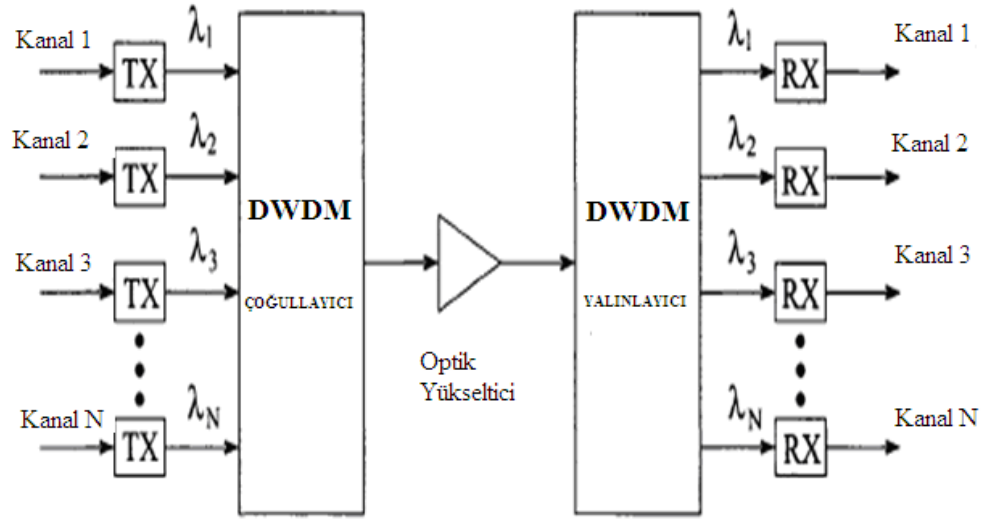 Kanal 1
TX
λ1
Kanal 2
TX
λ2
Kanal 3
TX
λ3
Kanal N
TX
λN
DWDM
ÇOĞULLAYICI
Optik
Yükseltici
DWDM
YALINLAYICI
λ1
RX
Kanal 1
λ2
RX
Kanal 2
λ3
RX
Kanal 3
λN
RX
Kanal N